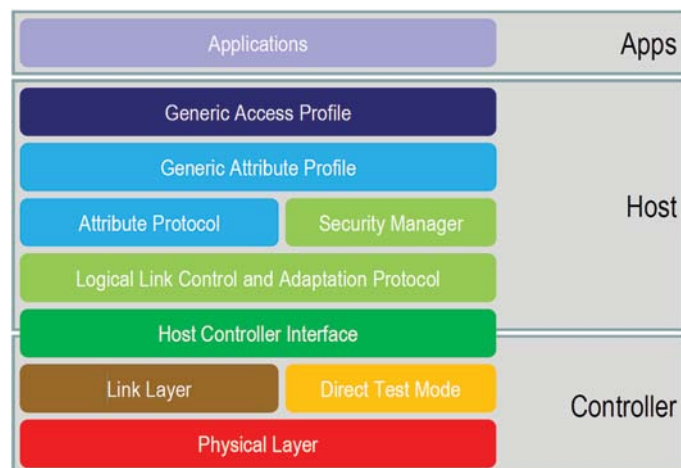 Applications
Apps
Generic Access Profile
Generic Attribute Profile
Host
Attribute Protocol
Security Manager
Logical Link Control and Adaptation Protocol
Host Controller Interface
Link Layer
Direct Test Mode
Controller
Physical Layer